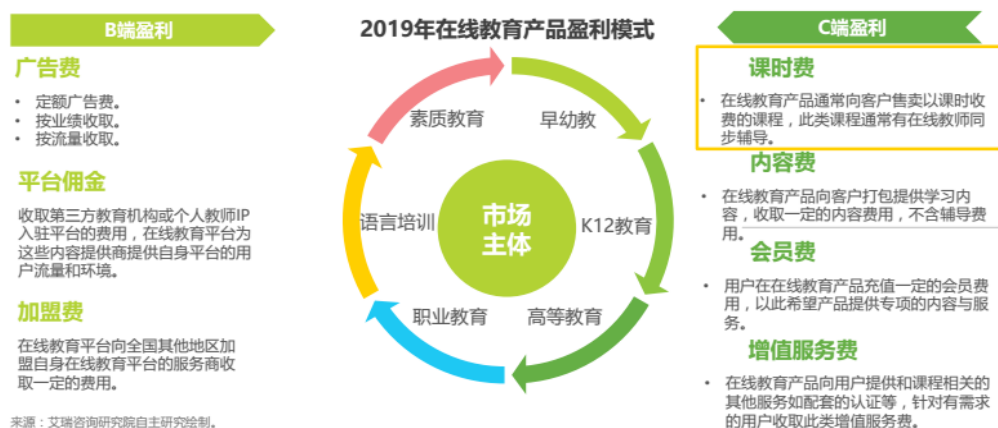 B端盈利
广告费
• 定额广告费。
• 按业绩收取。
• 按流量收取。
平台佣金
收取第三方教育机构或个人教师IP
入驻平台的费用，在线教育平台为
这些内容提供商提供自身平台的用
户流量和环境。
加盟费
在线教育平台向全国其他地区加
盟自身在线教育平台的服务商收
取一定的费用。
来源：艾瑞咨询研究院自主研究绘制。
2019年在线教育产品盈利模式
素质教育
早幼教
语言培训
市场
主体
K12教育
职业教育
高等教育
C端盈利
课时费
• 在线教育产品通常向客户售卖以课时收
费的课程，此类课程通常有在线教师同
步辅导。
内容费
• 在线教育产品向客户打包提供学习内
容，收取一定的内容费用，不含辅导费
用。
会员费
• 用户在在线教育产品充值一定的会员费
用，以此希望产品提供专项的内容与服
务。
增值服务费
• 在线教育产品向用户提供和课程相关的
其他服务如配套的认证等，针对有需求
的用户收取此类增值服务费。